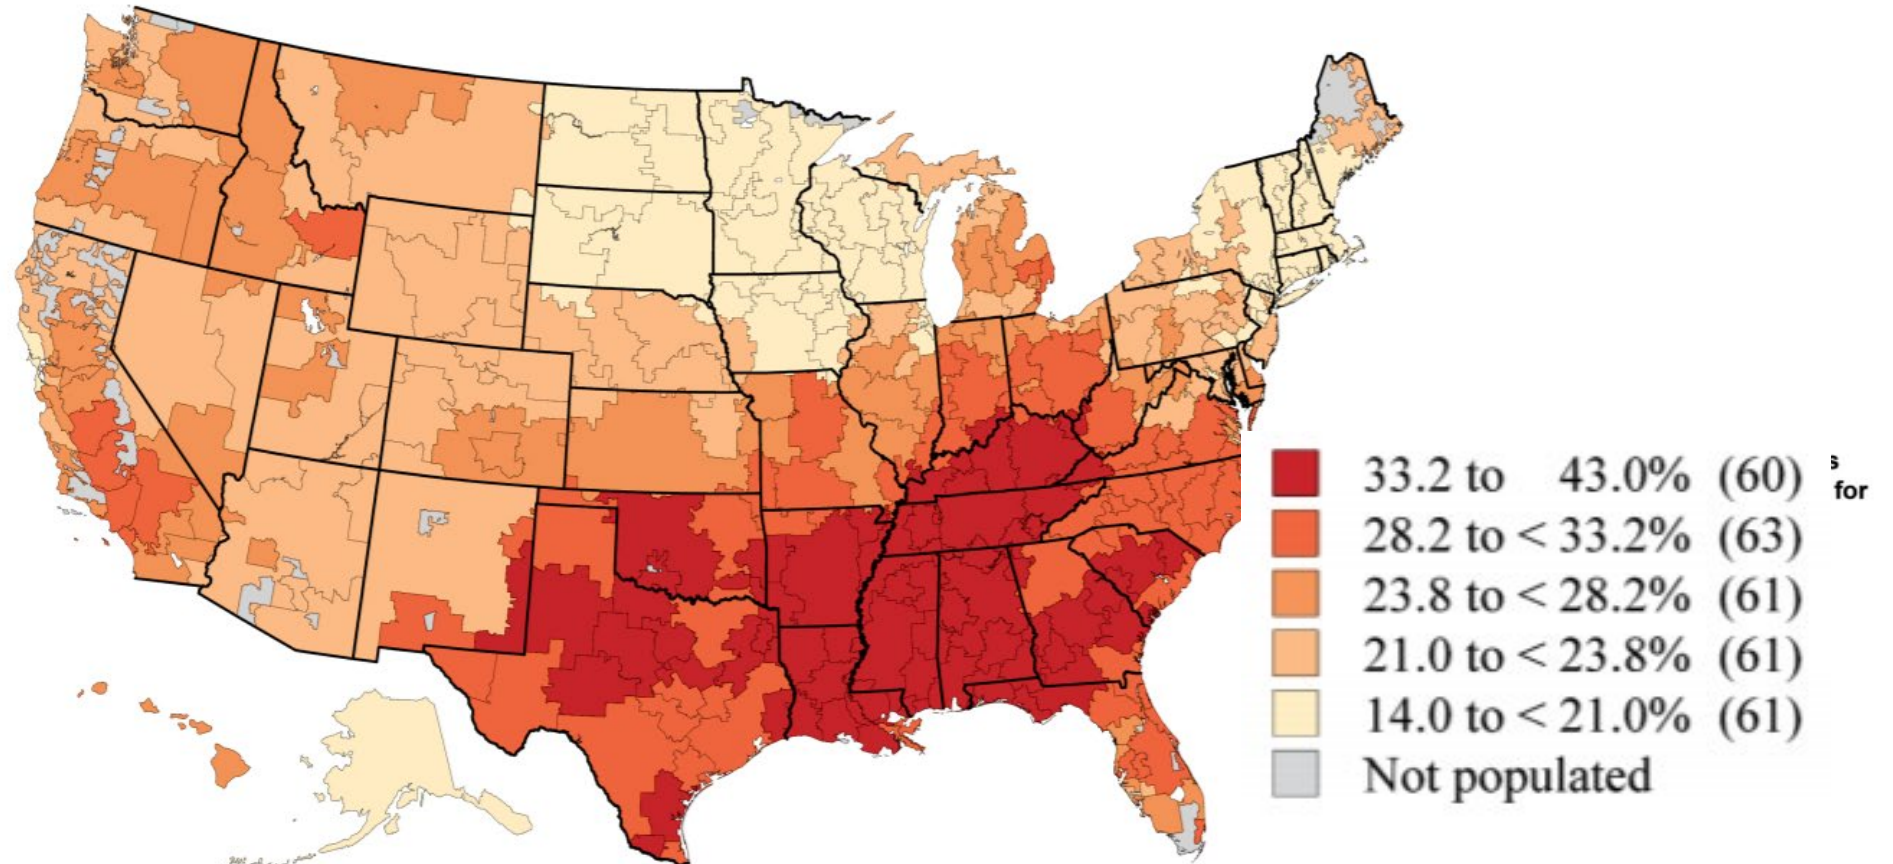 33.2 to 43.0% (60)
28.2 to < 33.2% (63)
23.8 to < 28.2% (61)
21.0 to < 23.8% (61)
14.0 to < 21.0% (61)
Not populated
s
for